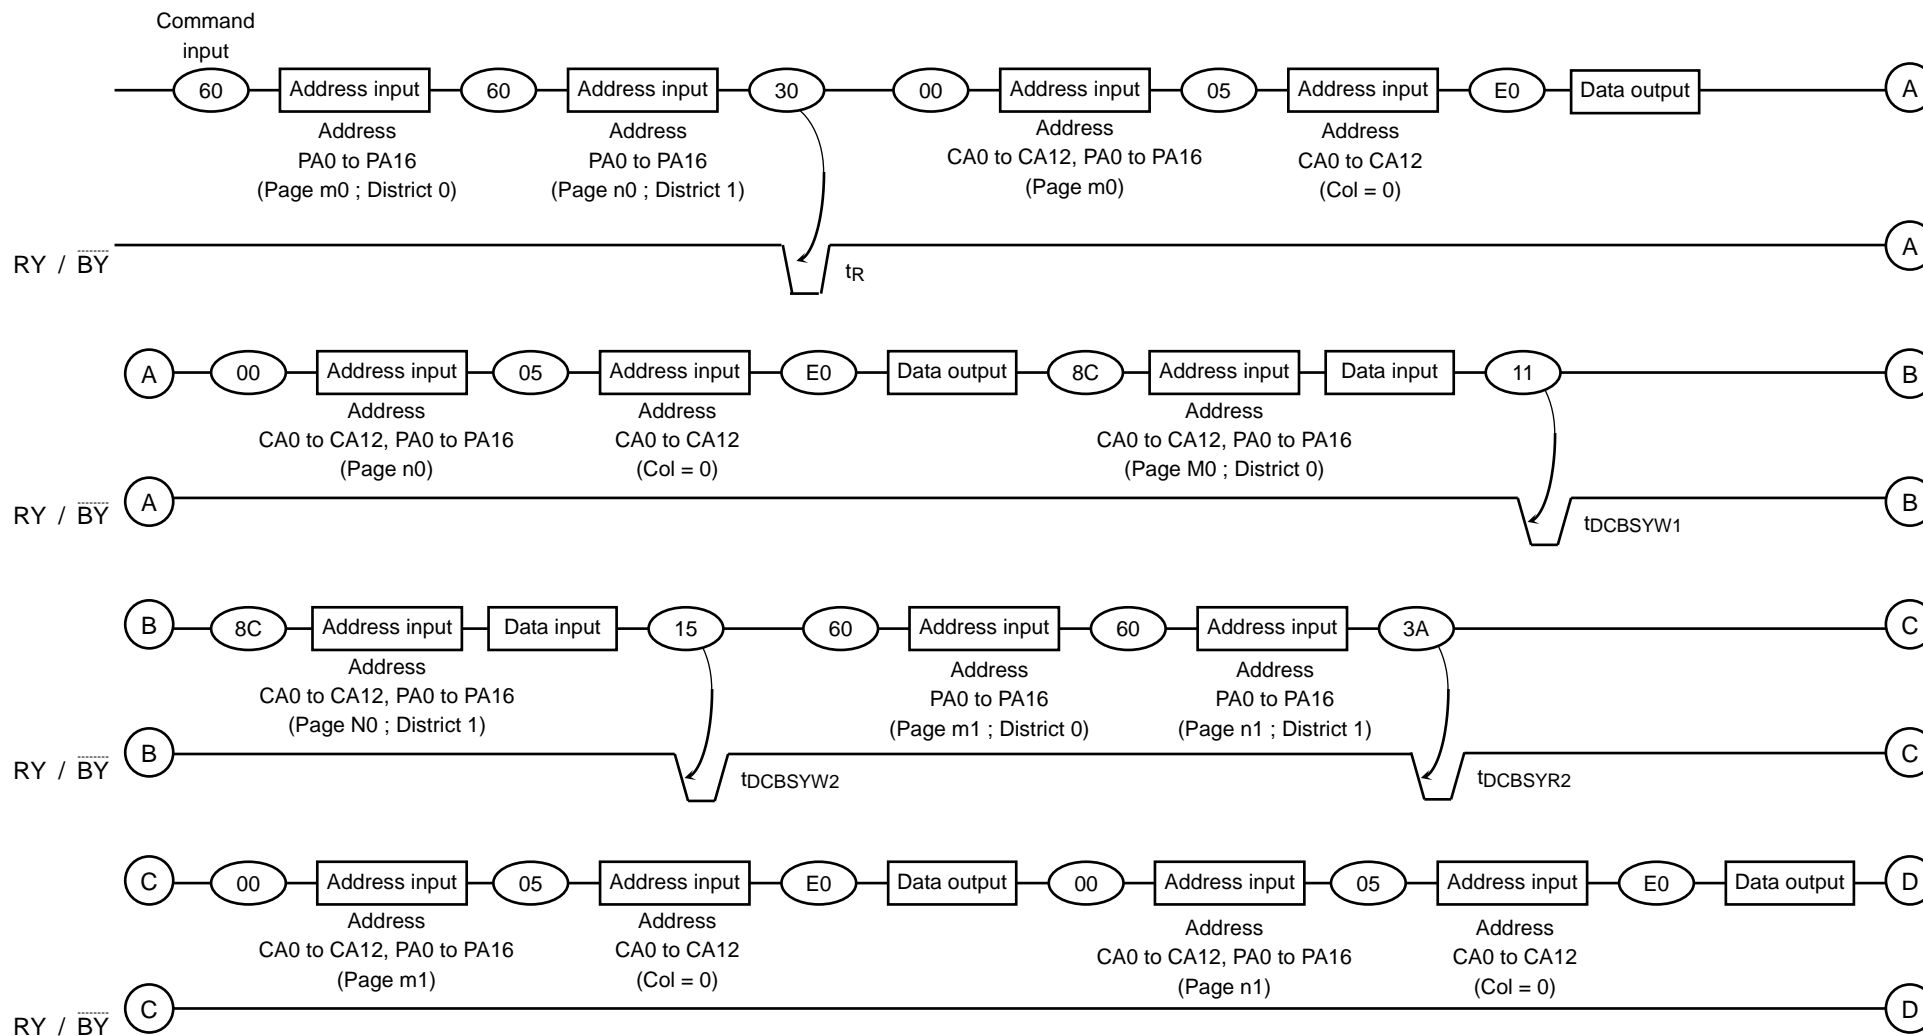 Command
input
60 Address input 60 Address input 30 00 Address input 05 Address input E0 Data output A
Address
PA0 to PA16
(Page m0 ; District 0)
Address
PA0 to PA16
(Page n0 ; District 1)
Address
CA0 to CA12, PA0 to PA16
(Page m0)
Address
CA0 to CA12
(Col = 0)
RY / BY
tR
A
A 00 Address input 05 Address input E0 Data output 8C Address input Data input 11 B
Address
CA0 to CA12, PA0 to PA16
(Page n0)
Address
CA0 to CA12
(Col = 0)
Address
CA0 to CA12, PA0 to PA16
(Page M0 ; District 0)
RY / BY A
tDCBSYW1
B
B 8C Address input Data input 15 60 Address input 60 Address input 3A C
Address
CA0 to CA12, PA0 to PA16
(Page N0 ; District 1)
Address
PA0 to PA16
(Page m1 ; District 0)
Address
PA0 to PA16
(Page n1 ; District 1)
RY / BY B
tDCBSYW2
tDCBSYR2
C
C 00 Address input 05 Address input E0 Data output 00 Address input 05 Address input E0 Data output D
Address
CA0 to CA12, PA0 to PA16
(Page m1)
Address
CA0 to CA12
(Col = 0)
Address
CA0 to CA12, PA0 to PA16
(Page n1)
Address
CA0 to CA12
(Col = 0)
RY / BY C
D